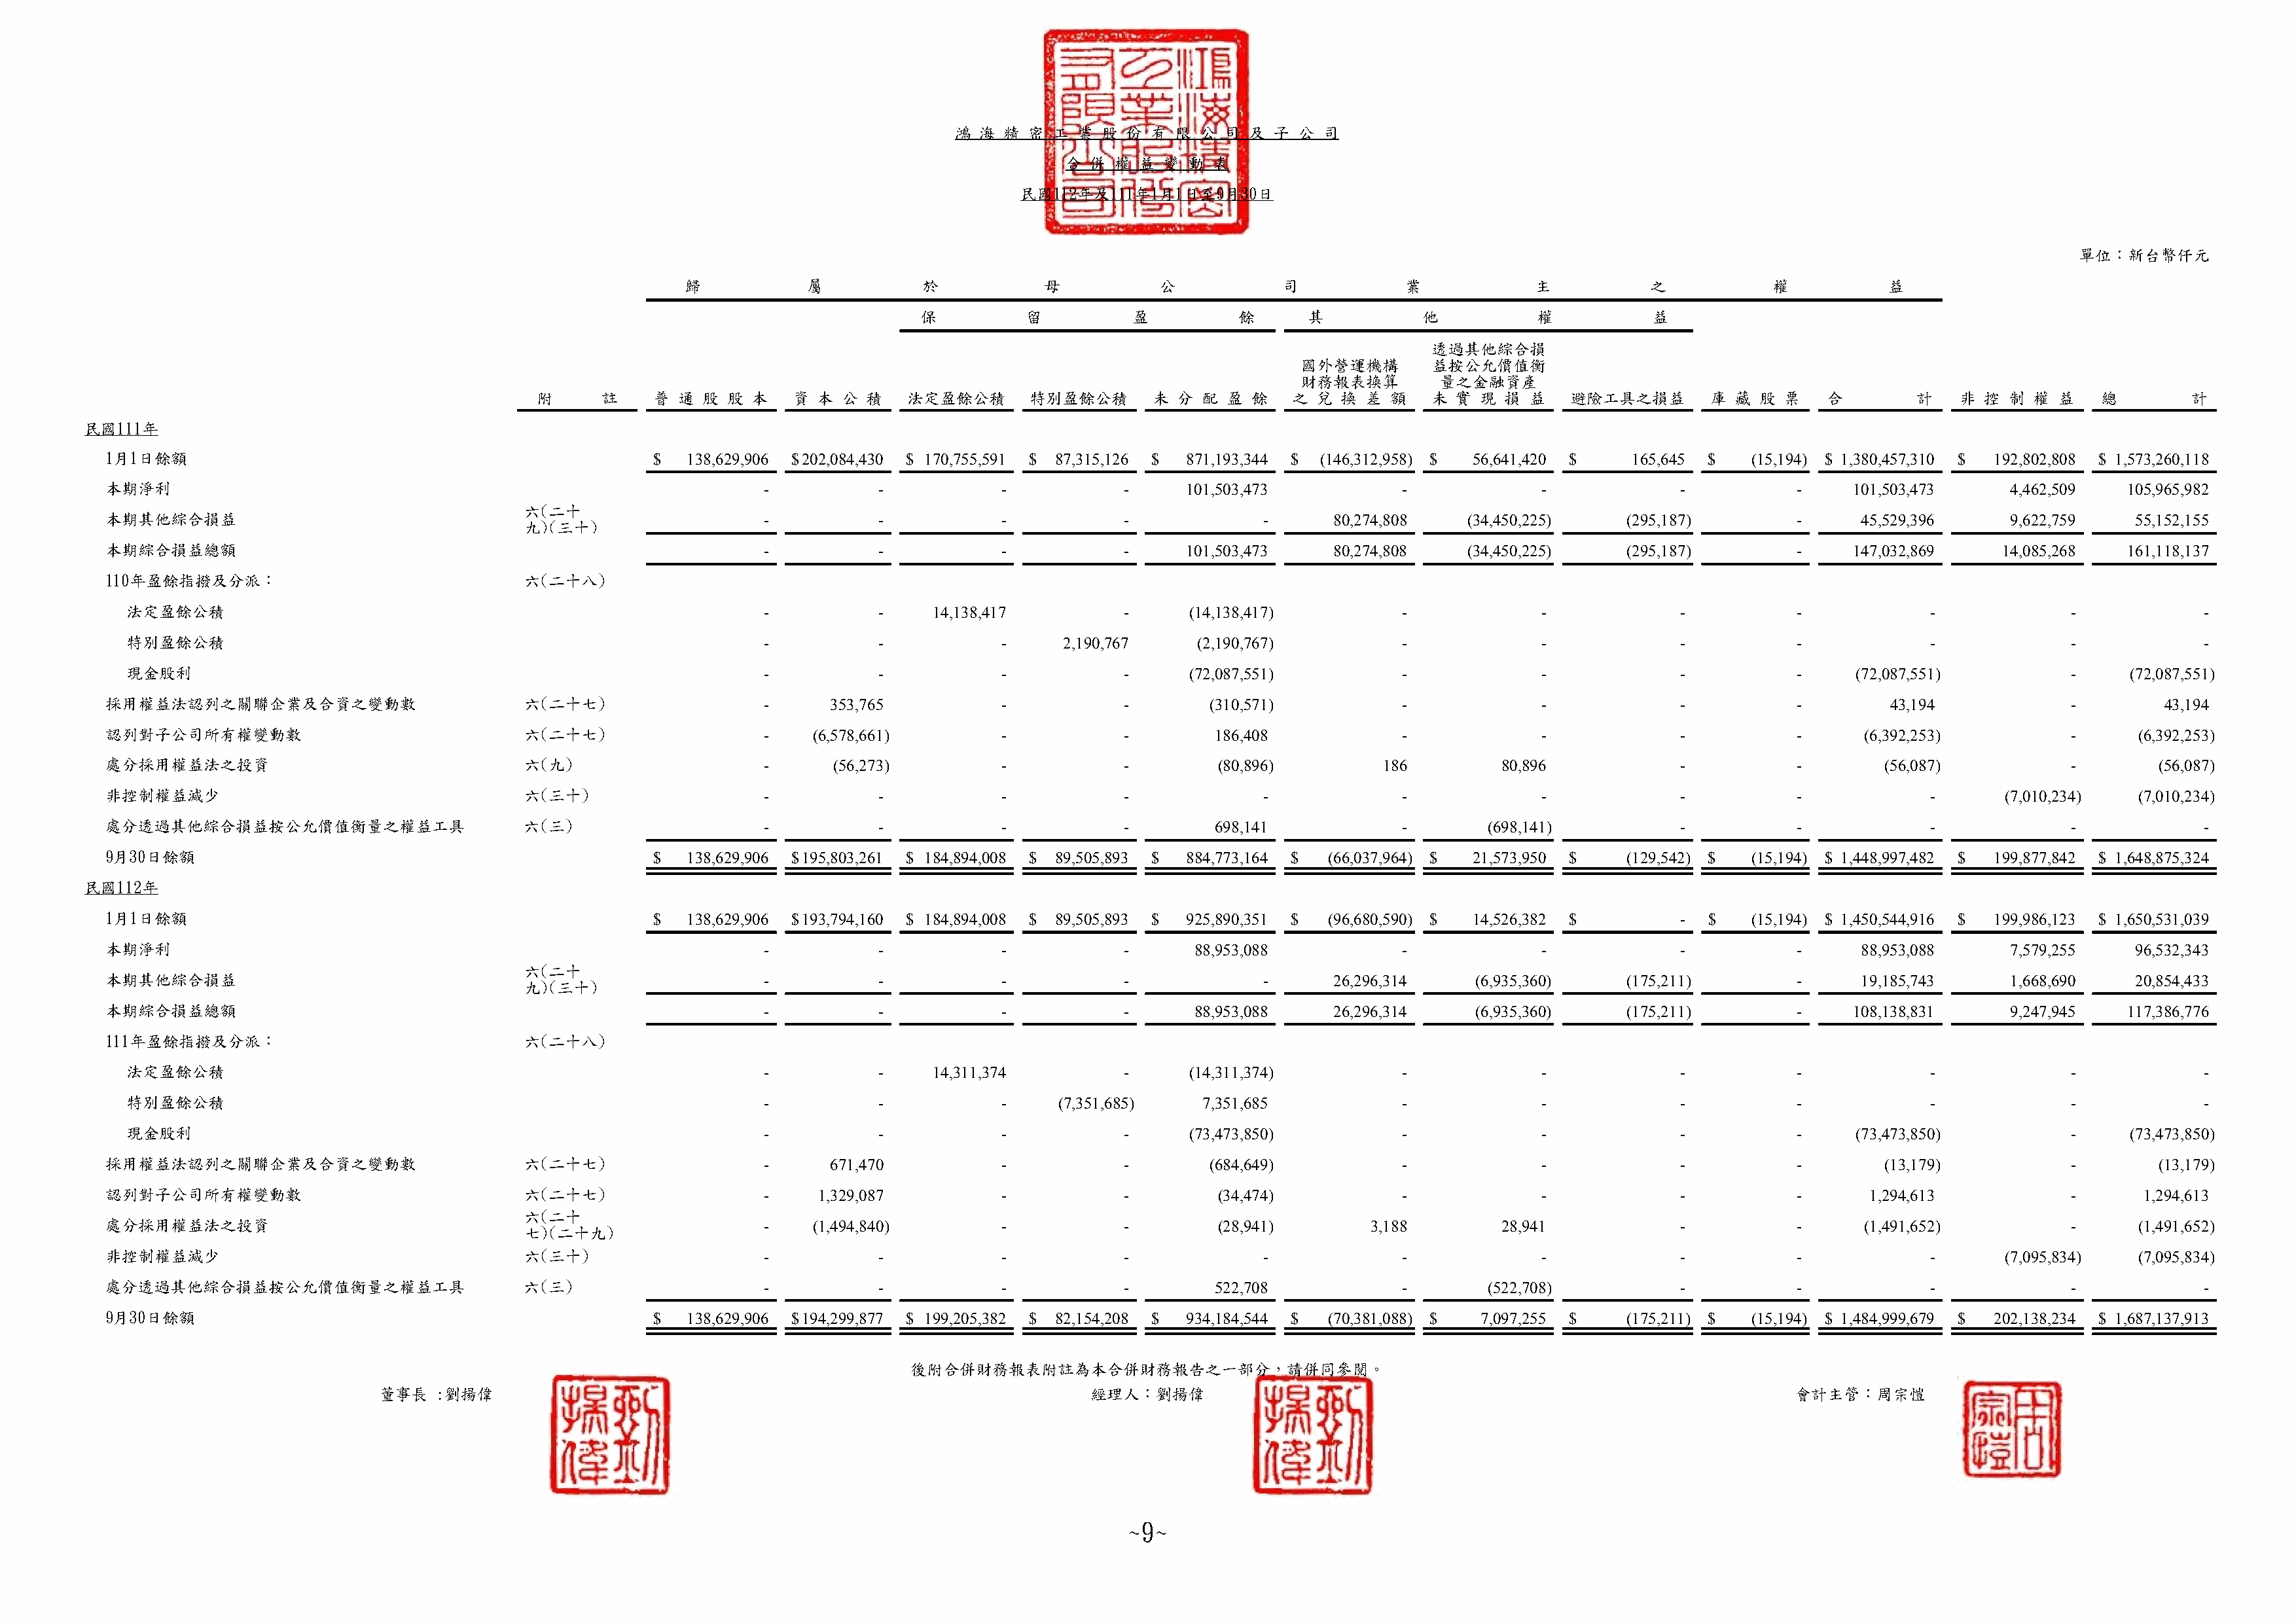 鴻海精密工業股份有限公司及子公司
合併權益變動表
民國112年及111年1月1日至9月30日
單位：新台幣仟元
歸屬於母公司業主之權益
保留盈餘 其他權益
附註 普通股股本 資本公積 法定盈餘公積 特別盈餘公積 未分配盈餘 國外營運機構財務報表換算之兌換差額 透過其他綜合損益按公允價值衡量之金融資產未實現損益 避險工具之損益 庫藏股票 合計 非控制權益 總計
民國111年
1月1日餘額 $ 138,629,906 $ 202,084,430 $ 170,755,591 $ 87,315,126 $ 871,193,344 $ (146,312,958) $ 56,641,420 $ 165,645 $ (15,194) $ 1,380,457,310 $ 192,802,808 $ 1,573,260,118
本期淨利 - - - - 101,503,473 - - - - 101,503,473 4,462,509 105,965,982
本期其他綜合損益 六(二十九)(三十) - - - - - 80,274,808 (34,450,225) (295,187) - 45,529,396 9,622,759 55,152,155
本期綜合損益總額 - - - - 101,503,473 80,274,808 (34,450,225) (295,187) - 147,032,869 14,085,268 161,118,137
110年盈餘指撥及分派： 六(二十八)
法定盈餘公積 - - 14,138,417 - (14,138,417) - - - - - - -
特別盈餘公積 - - - 2,190,767 (2,190,767) - - - - - - -
現金股利 - - - - (72,087,551) - - - - (72,087,551) - (72,087,551)
採用權益法認列之關聯企業及合資之變動數 六(二十七) - 353,765 - - (310,571) - - - - 43,194 - 43,194
認列對子公司所有權變動數 六(二十七) - (6,578,661) - - 186,408 - - - - (6,392,253) - (6,392,253)
處分採用權益法之投資 六(九) - (56,273) - - (80,896) 186 80,896 - - (56,087) - (56,087)
非控制權益減少 六(三十) - - - - - - - - - - (7,010,234) (7,010,234)
處分透過其他綜合損益按公允價值衡量之權益工具 六(三) - - - - 698,141 - (698,141) - - - - -
9月30日餘額 $ 138,629,906 $ 195,803,261 $ 184,894,008 $ 89,505,893 $ 884,773,164 $ (66,037,964) $ 21,573,950 $ (129,542) $ (15,194) $ 1,448,997,482 $ 199,877,842 $ 1,648,875,324
民國112年
1月1日餘額 $ 138,629,906 $ 193,794,160 $ 184,894,008 $ 89,505,893 $ 925,890,351 $ (96,680,590) $ 14,526,382 $ - $ (15,194) $ 1,450,544,916 $ 199,986,123 $ 1,650,531,039
本期淨利 - - - - 88,953,088 - - - - 88,953,088 7,579,255 96,532,343
本期其他綜合損益 六(二十九)(三十) - - - - - 26,296,314 (6,935,360) (175,211) - 19,185,743 1,668,690 20,854,433
本期綜合損益總額 - - - - 88,953,088 26,296,314 (6,935,360) (175,211) - 108,138,831 9,247,945 117,386,776
111年盈餘指撥及分派： 六(二十八)
法定盈餘公積 - - 14,311,374 - (14,311,374) - - - - - - -
特別盈餘公積 - - - (7,351,685) 7,351,685 - - - - - - -
現金股利 - - - - (73,473,850) - - - - (73,473,850) - (73,473,850)
採用權益法認列之關聯企業及合資之變動數 六(二十七) - 671,470 - - (684,649) - - - - (13,179) - (13,179)
認列對子公司所有權變動數 六(二十七) - 1,329,087 - - (34,474) - - - - 1,294,613 - 1,294,613
處分採用權益法之投資 六(二十七)(二十九) - (1,494,840) - - (28,941) 3,188 28,941 - - (1,491,652) - (1,491,652)
非控制權益減少 六(三十) - - - - - - - - - - (7,095,834) (7,095,834)
處分透過其他綜合損益按公允價值衡量之權益工具 六(三) - - - - 522,708 - (522,708) - - - - -
9月30日餘額 $ 138,629,906 $ 194,299,877 $ 199,205,382 $ 82,154,208 $ 934,184,544 $ (70,381,088) $ 7,097,255 $ (175,211) $ (15,194) $ 1,484,999,679 $ 202,138,234 $ 1,687,137,913
後附合併財務報表附註為本合併財務報告之一部分，請併同參閱。
董事長 :劉揚偉 經理人：劉揚偉 會計主管：周宗愷
~9~